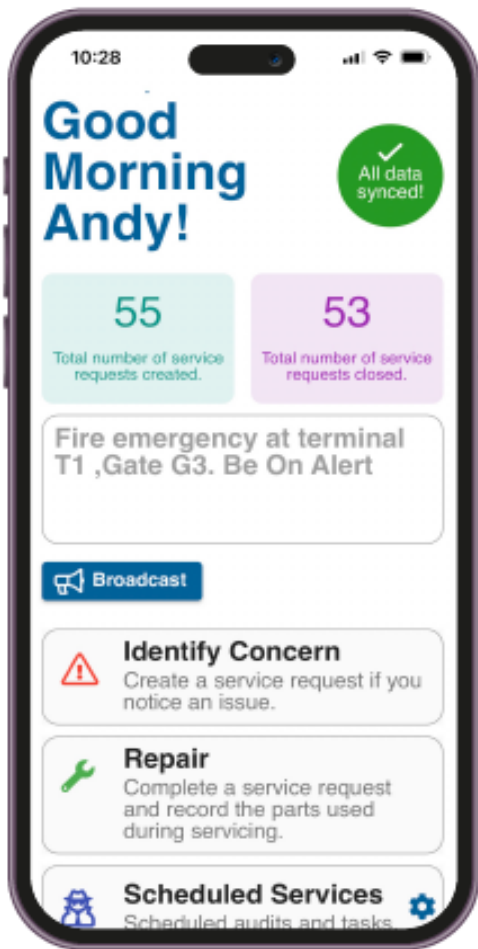 10:28
Good
Morning
Andy!
All data
synced!
55
Total number of service
requests created.
53
Total number of service
requests closed.
Fire emergency at terminal
T1 ,Gate G3. Be On Alert
Broadcast
Identify Concern
Create a service request if you
notice an issue.
Repair
Complete a service request
and record the parts used
during servicing.
Scheduled Services
Scheduled audits and tasks.